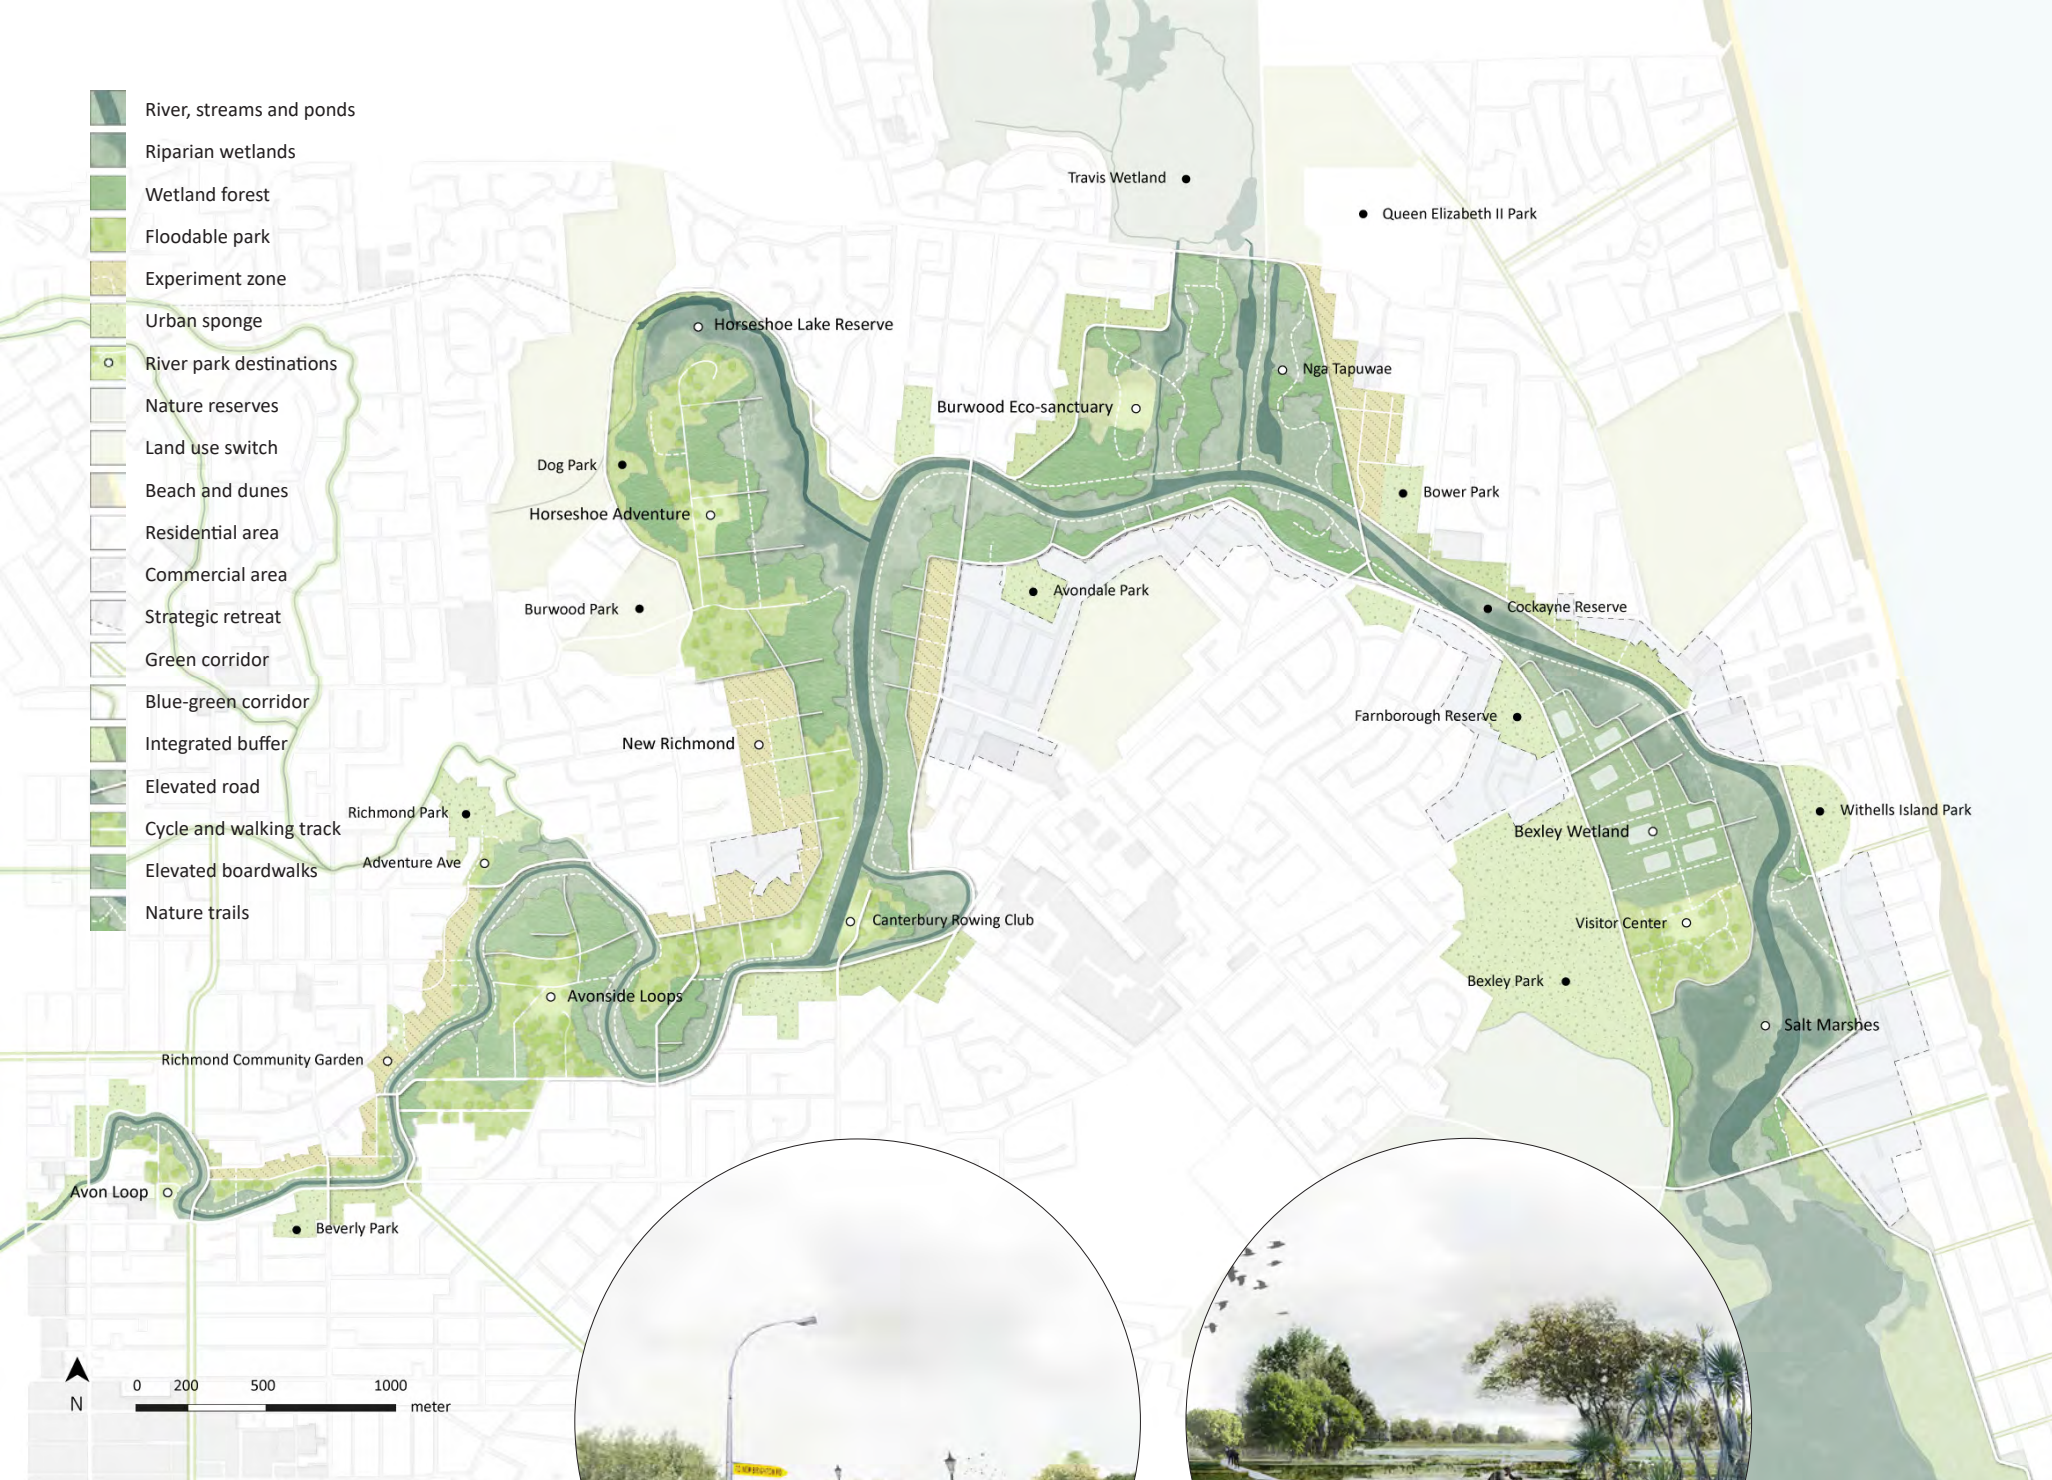 River, streams and ponds
Riparian wetlands
Wetland forest
Floodable park
Experiment zone
Urban sponge
River park destinations
Nature reserves
Land use switch
Beach and dunes
Residential area
Commercial area
Strategic retreat
Green corridor
Blue-green corridor
Integrated buffer
Elevated road
Cycle and walking track
Elevated boardwalks
Nature trails
Travis Wetland
Queen Elizabeth II Park
Horseshoe Lake Reserve
Nga Tapuwae
Burwood Eco-sanctuary
Dog Park
Bower Park
Horseshoe Adventure
Avondale Park
Burwood Park
Cockayne Reserve
Farnborough Reserve
New Richmond
Richmond Park
Withells Island Park
Bexley Wetland
Adventure Ave
Canterbury Rowing Club
Visitor Center
Bexley Park
Avonside Loops
Salt Marshes
Richmond Community Garden
Avon Loop
Beverly Park
N
0 200 500 1000
meter